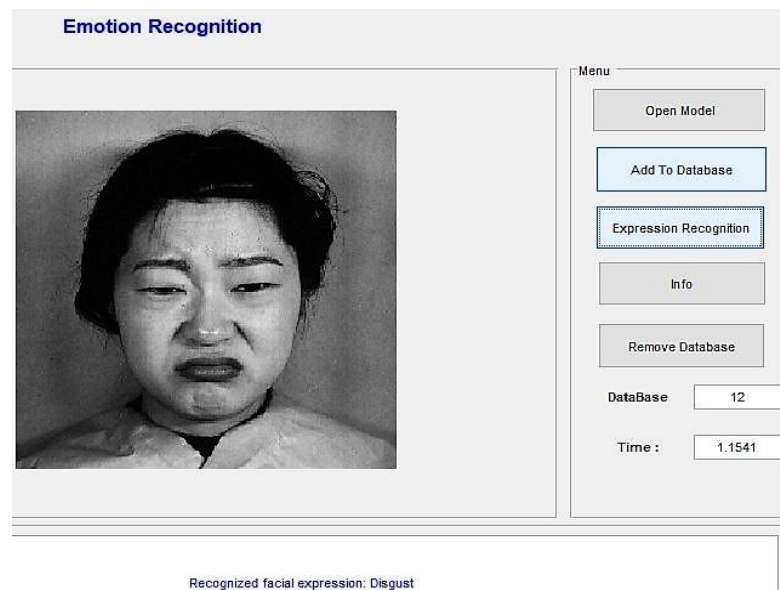 Emotion Recognition
Menu
Open Model
Add To Database
Expression Recognition
Info
Remove Database
DataBase 12
Time : 1.1541
Recognized facial expression: Disgust